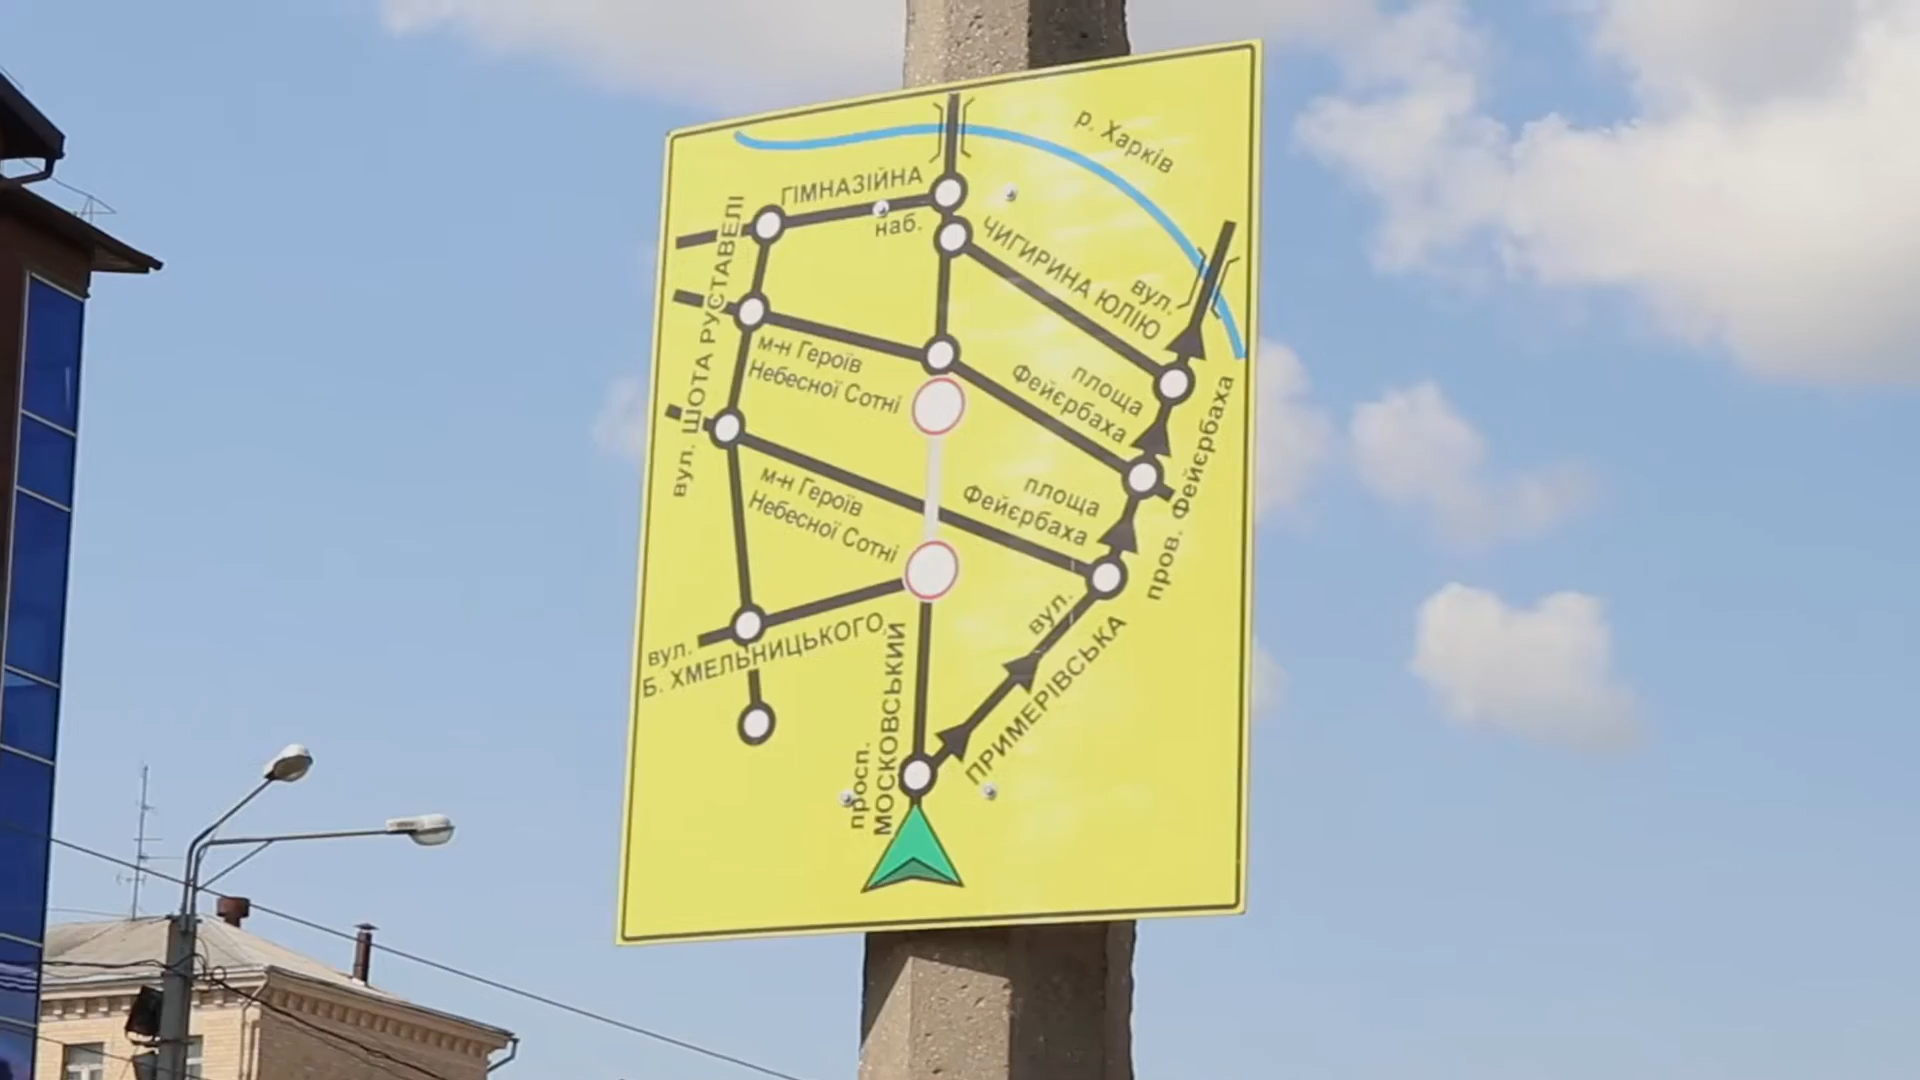 р. Харків
ГІМНАЗІЙНА
наб.
вул. ШОТА РУСТАВЕЛІ
вул.
ЧИГИРИНА ЮЛІЮ
м-н Героїв
Небесної Сотні
площа
Фейєрбаха
м-н Героїв
Небесної Сотні
площа
Фейєрбаха
пров. Фейєрбаха
вул.
Б. ХМЕЛЬНИЦЬКОГО
вул.
ПРИМЕРІВСЬКА
просп.
МОСКОВСЬКИЙ